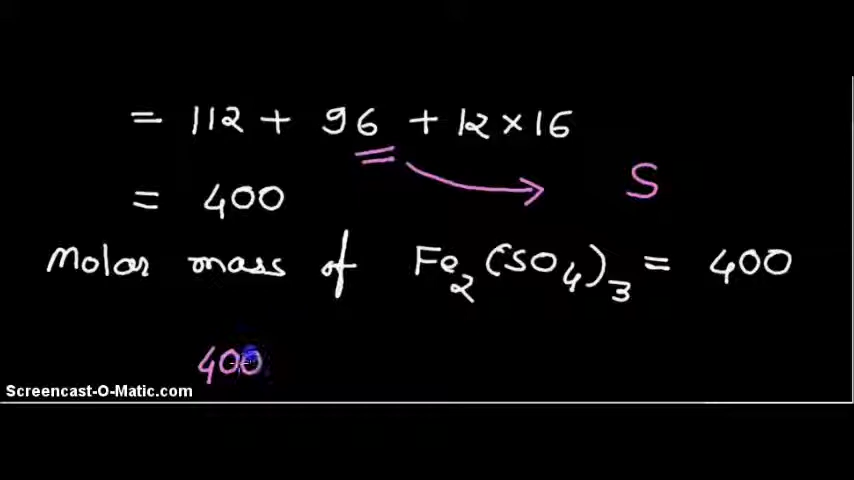 = 112 + 96 + 12 × 16
S
= 400
Molar mass of Fe₂(SO₄)₃ = 400
400
Screencast-O-Matic.com